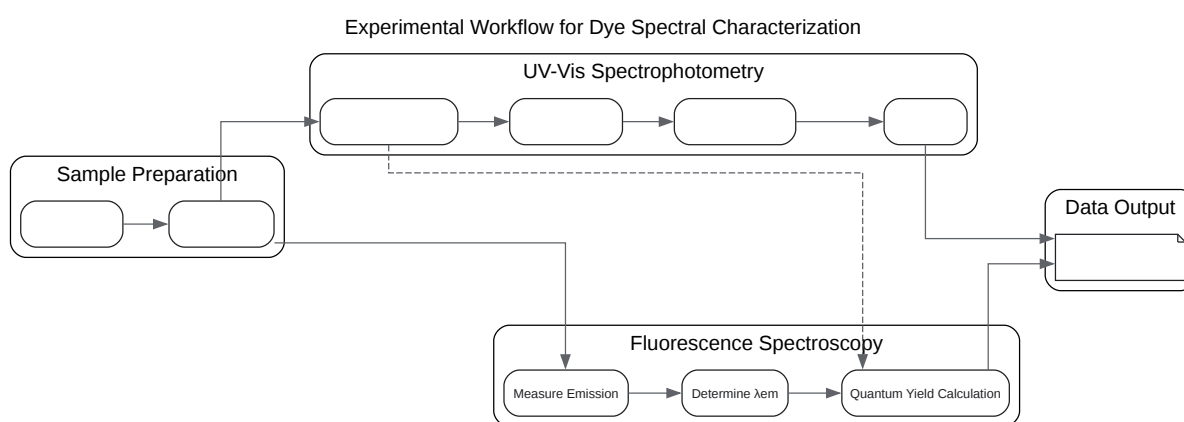 Experimental Workflow for Dye Spectral Characterization
UV-Vis Spectrophotometry
Sample Preparation
Data Output
Fluorescence Spectroscopy
Measure Emission
Determine λem
Quantum Yield Calculation